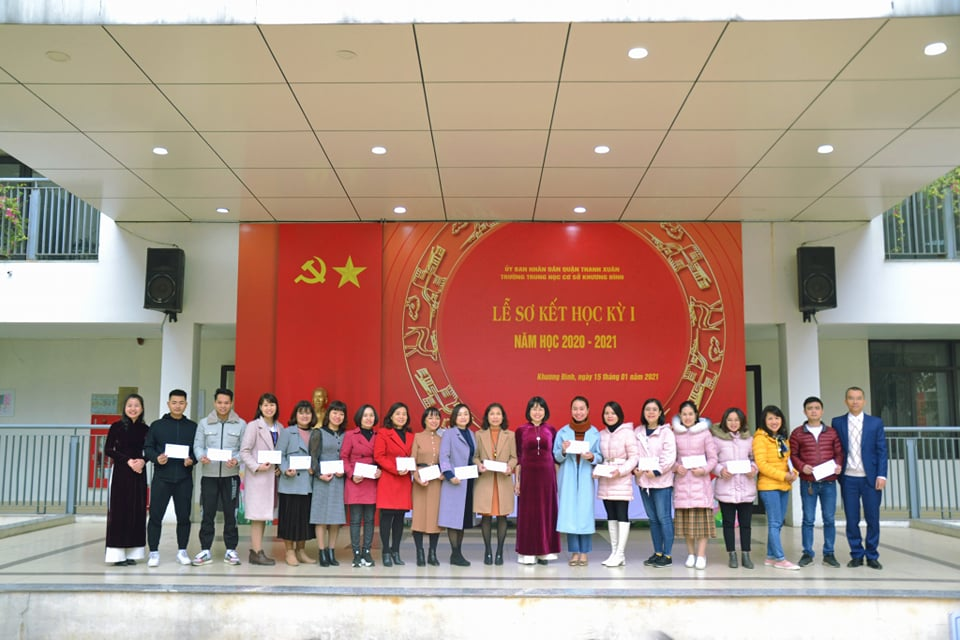 ỦY BAN NHÂN DÂN QUẬN THANH XUÂN
TRƯỜNG TRUNG HỌC CƠ SỞ KHƯƠNG ĐÌNH
LỄ SƠ KẾT HỌC KỲ I
NĂM HỌC 2020 - 2021
Khương Đình, ngày 15 tháng 01 năm 2021